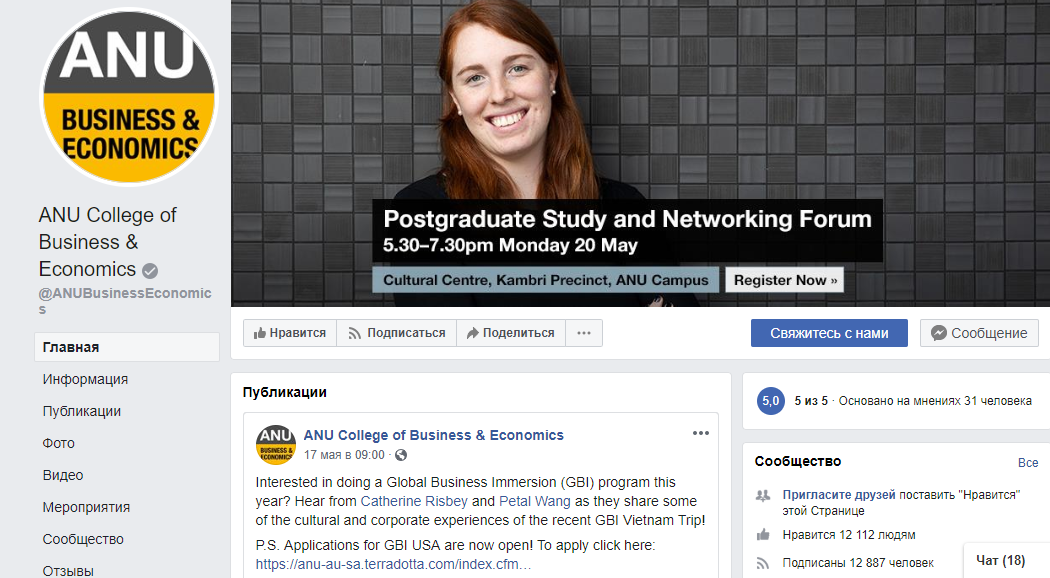 ANU
BUSINESS &
ECONOMICS
ANU College of
Business &
Economics
@ANUBusinessEconomic
s
Главная
Информация
Публикации
Фото
Видео
Мероприятия
Сообщество
Отзывы
Postgraduate Study and Networking Forum
5.30–7.30pm Monday 20 May
Cultural Centre, Kambri Precinct, ANU Campus
Register Now »
Нравится
Подписаться
Поделиться
···
Свяжитесь с нами
Сообщение
Публикации
ANU
BUSINESS &
ECONOMICS
ANU College of Business & Economics
17 мая в 09:00 ·
Interested in doing a Global Business Immersion (GBI) program this
year? Hear from Catherine Risbey and Petal Wang as they share some
of the cultural and corporate experiences of the recent GBI Vietnam Trip!
P.S. Applications for GBI USA are now open! To apply click here:
https://anu-au-sa.terradotta.com/index.cfm…
5,0
5 из 5 · Основано на мнениях 31 человека
Сообщество
Все
Пригласите друзей поставить "Нравится"
этой Странице
Нравится 12 112 людям
Подписаны 12 887 человек
Чат (18)